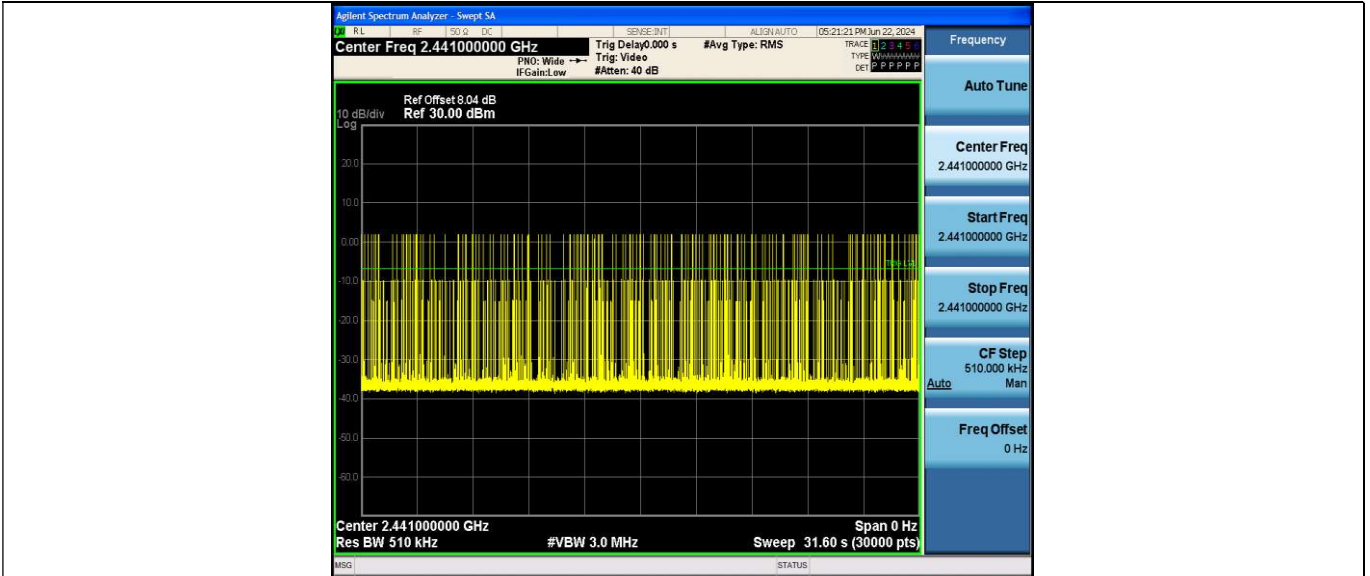 Agilent Spectrum Analyzer - Swept SA
RL RF 50 Ω DC SENSE:INT ALIGN AUTO 05:21:21 PM Jun 22, 2024
Center Freq 2.441000000 GHz
PNO: Wide
IFGain:Low
Trig Delay0.000 s
Trig: Video
#Atten: 40 dB
#Avg Type: RMS
TRACE 1 2 3 4 5 6
TYPE W
DET P P P P P P
Frequency
Auto Tune
Center Freq
2.441000000 GHz
Start Freq
2.441000000 GHz
Stop Freq
2.441000000 GHz
CF Step
510.000 kHz
Auto Man
Freq Offset
0 Hz
Ref Offset 8.04 dB
10 dB/div Ref 30.00 dBm
Log
20.0
10.0
0.00
-10.0
-20.0
-30.0
-40.0
-50.0
-60.0
Center 2.441000000 GHz Span 0 Hz
Res BW 510 kHz #VBW 3.0 MHz Sweep 31.60 s (30000 pts)
MSG STATUS